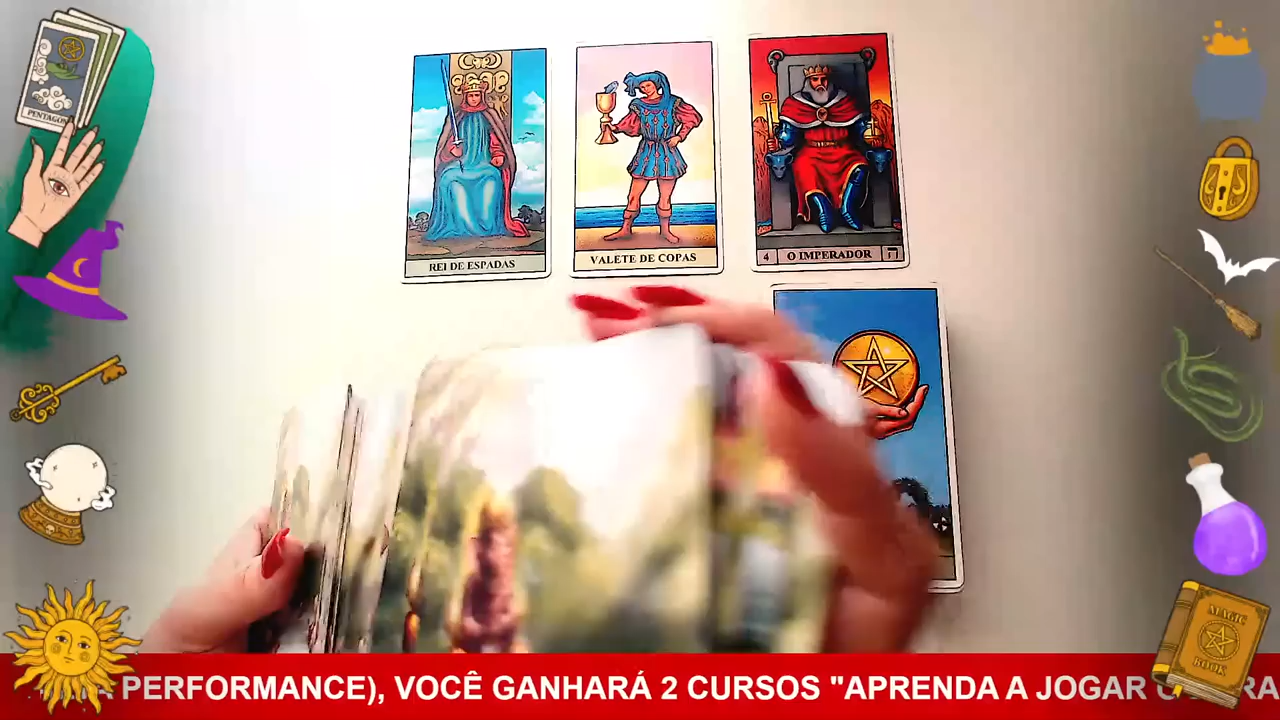 PENTAGON
REI DE ESPADAS
VALETE DE COPAS
4 O IMPERADOR
MAGIC
BOOK
PERFORMANCE), VOCÊ GANHARÁ 2 CURSOS "APRENDA A JOGAR